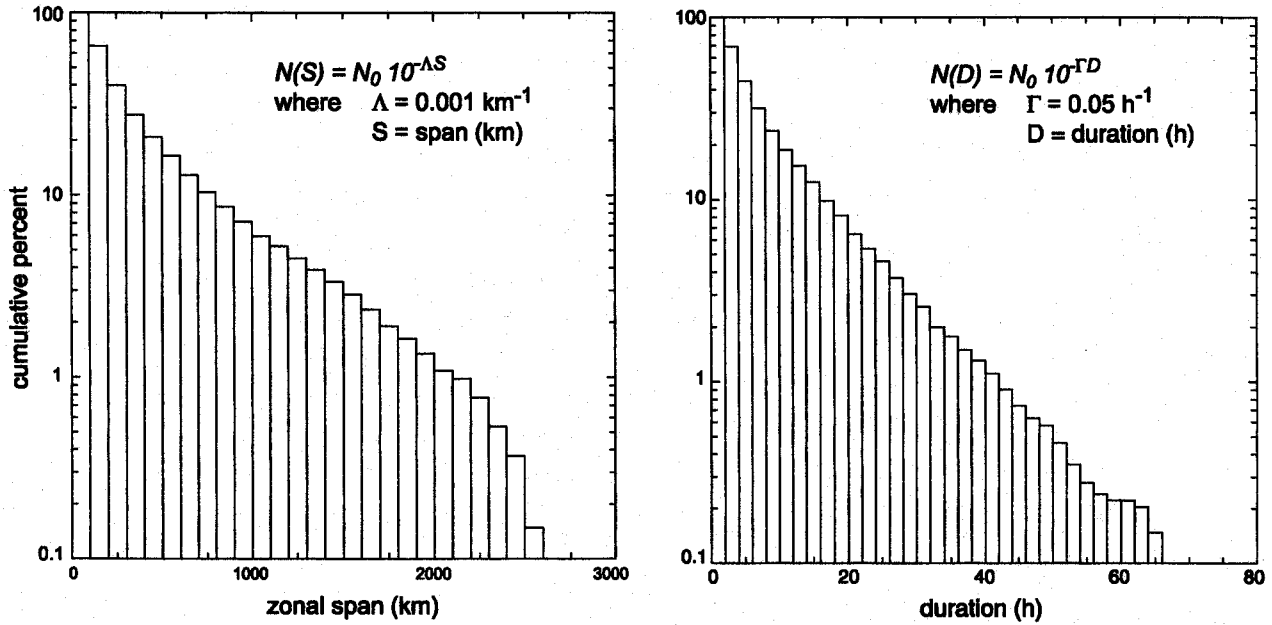 100
10
1
0.1
cumulative percent
N(S) = N₀ 10^-ΛS
where Λ = 0.001 km⁻¹
S = span (km)
0
1000
2000
3000
zonal span (km)
100
10
1
0.1
N(D) = N₀ 10^-ΓD
where Γ = 0.05 h⁻¹
D = duration (h)
0
20
40
60
80
duration (h)